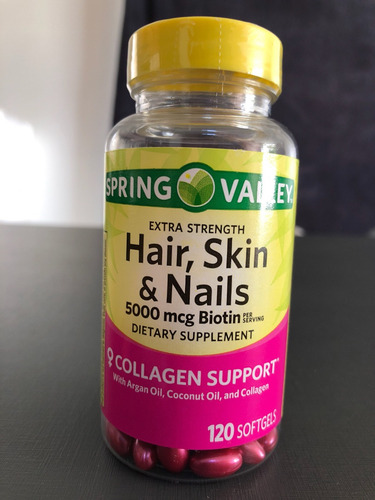 SPRING VALLEY
EXTRA STRENGTH
Hair, Skin
& Nails
5000 mcg Biotin PER SERVING
DIETARY SUPPLEMENT
COLLAGEN SUPPORT*
With Argan Oil, Coconut Oil, and Collagen
120 SOFTGELS